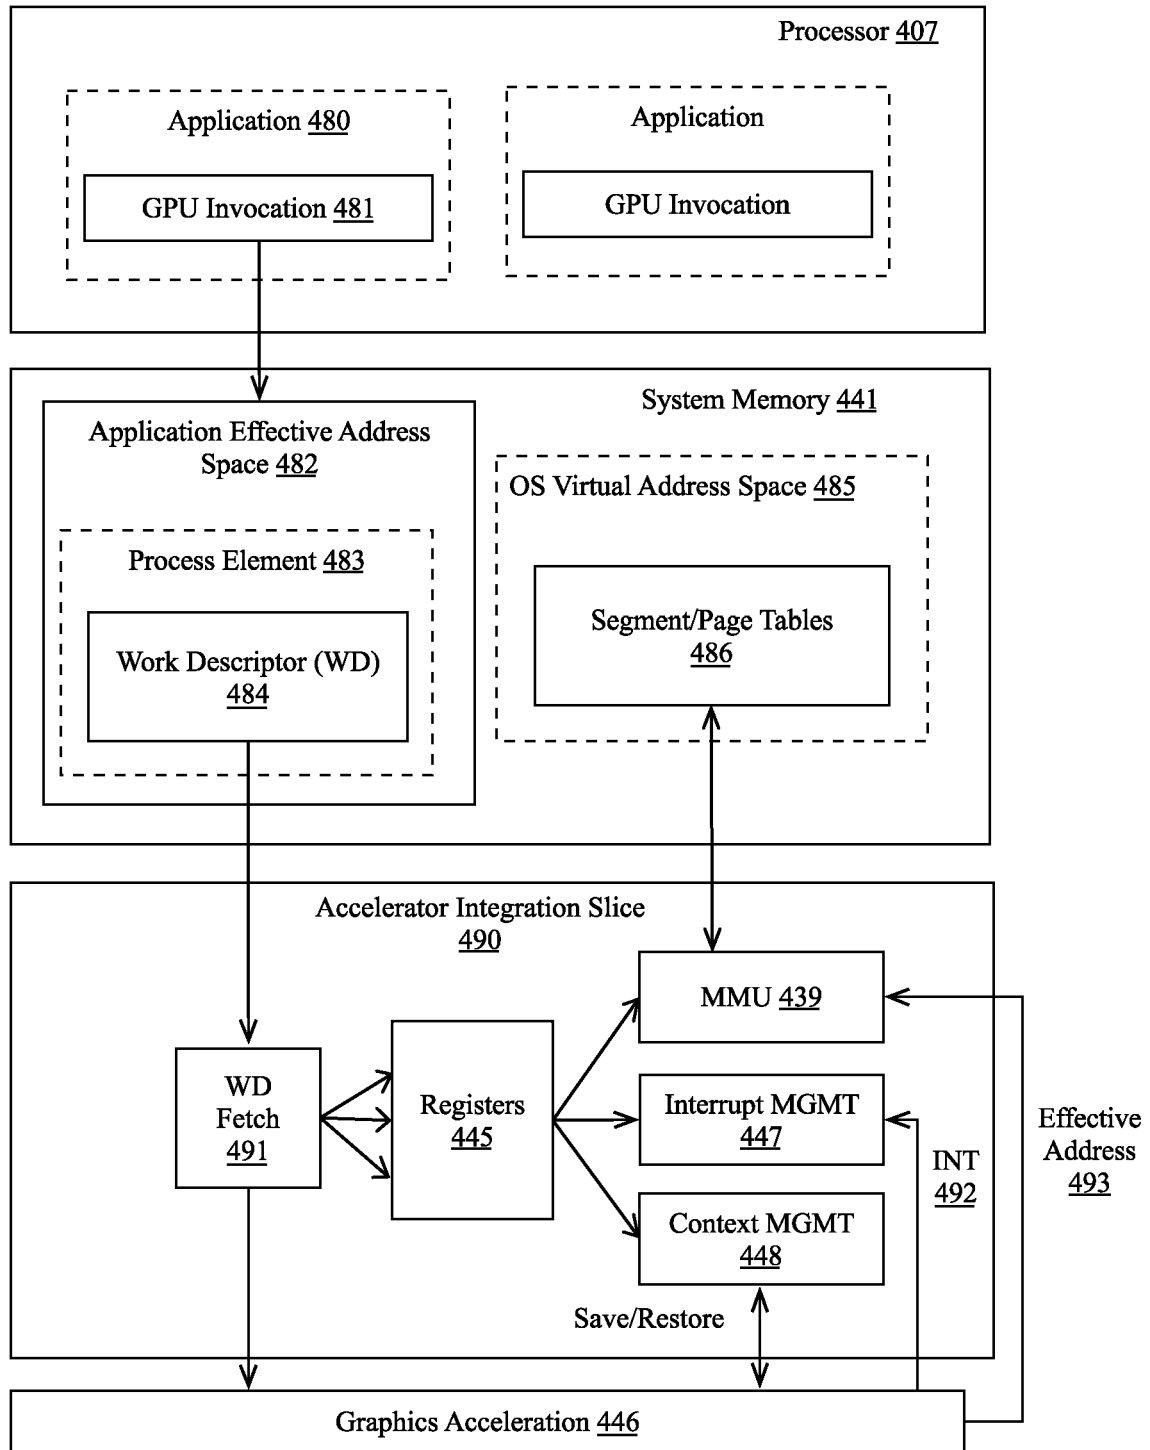 Processor 407
Application 480
GPU Invocation 481
Application
GPU Invocation
System Memory 441
Application Effective Address
Space 482
Process Element 483
Work Descriptor (WD)
484
OS Virtual Address Space 485
Segment/Page Tables
486
Accelerator Integration Slice
490
WD
Fetch
491
Registers
445
MMU 439
Interrupt MGMT
447
Context MGMT
448
Save/Restore
INT
492
Effective
Address
493
Graphics Acceleration 446